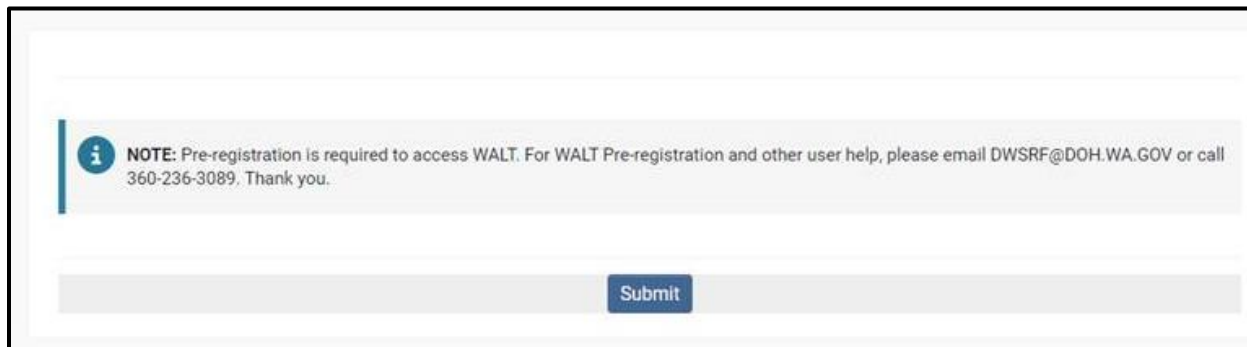 NOTE: Pre-registration is required to access WALT. For WALT Pre-registration and other user help, please email DWSRF@DOH.WA.GOV or call
360-236-3089. Thank you.
Submit